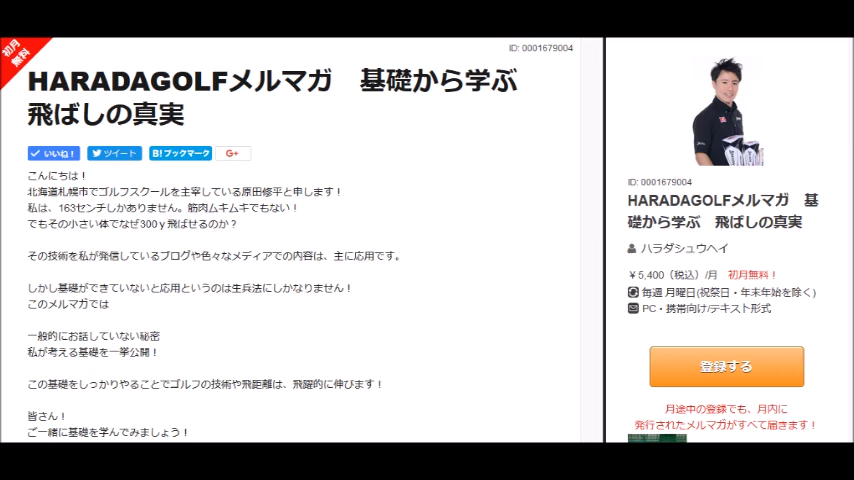 初月
無料
ID: 0001679004
HARADAGOLFメルマガ 基礎から学ぶ
飛ばしの真実
いいね!
ツイート
B!ブックマーク
G+
こんにちは！
北海道札幌市でゴルフスクールを主宰している原田修平と申します！
私は、163センチしかありません。筋肉ムキムキでもない！
でもその小さい体でなぜ300ｙ飛ばせるのか？
その技術を私が発信しているブログや色々なメディアでの内容は、主に応用です。
しかし基礎ができていないと応用というのは生兵法にしかなりません！
このメルマガでは
一般的にお話していない秘密
私が考える基礎を一挙公開！
この基礎をしっかりやることでゴルフの技術や飛距離は、飛躍的に伸びます！
皆さん！
ご一緒に基礎を学んでみましょう！
ID: 0001679004
HARADAGOLFメルマガ 基
礎から学ぶ 飛ばしの真実
ハラダシュウヘイ
￥5,400（税込）/月 初月無料！
毎週 月曜日(祝祭日・年末年始を除く)
PC・携帯向け/テキスト形式
登録する
月途中の登録でも、月内に
発行されたメルマガがすべて届きます！